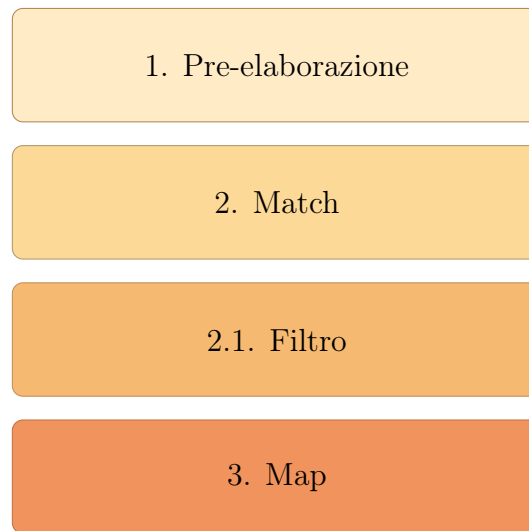 1. Pre-elaborazione
2. Match
2.1. Filtro
3. Map